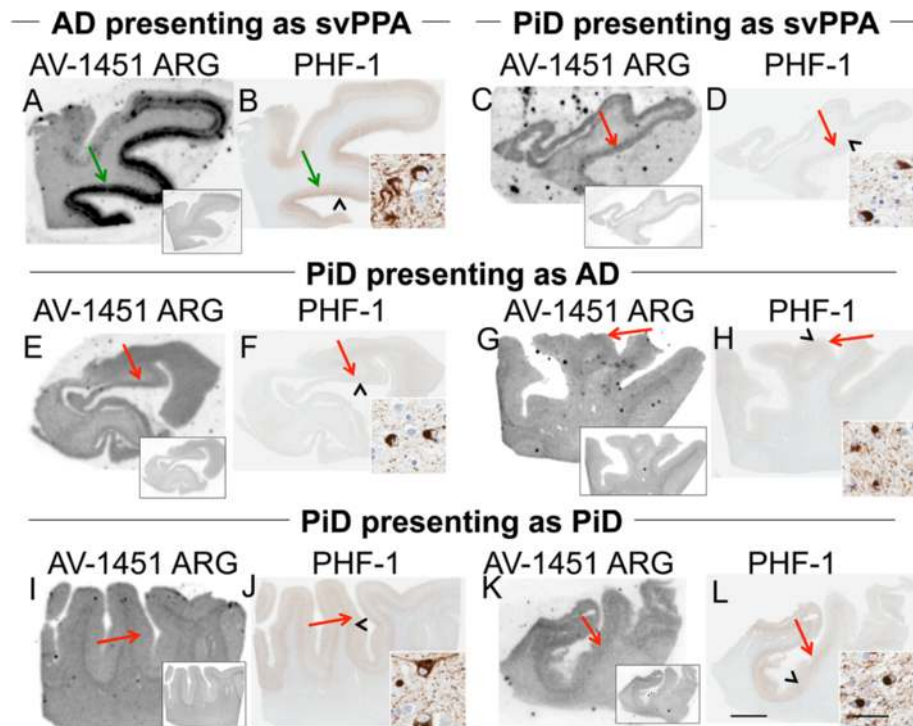 AD presenting as svPPA
PiD presenting as svPPA
AV-1451 ARG
PHF-1
AV-1451 ARG
PHF-1
A
B
C
D
PiD presenting as AD
AV-1451 ARG
PHF-1
AV-1451 ARG
PHF-1
E
F
G
H
PiD presenting as PiD
AV-1451 ARG
PHF-1
AV-1451 ARG
PHF-1
I
J
K
L